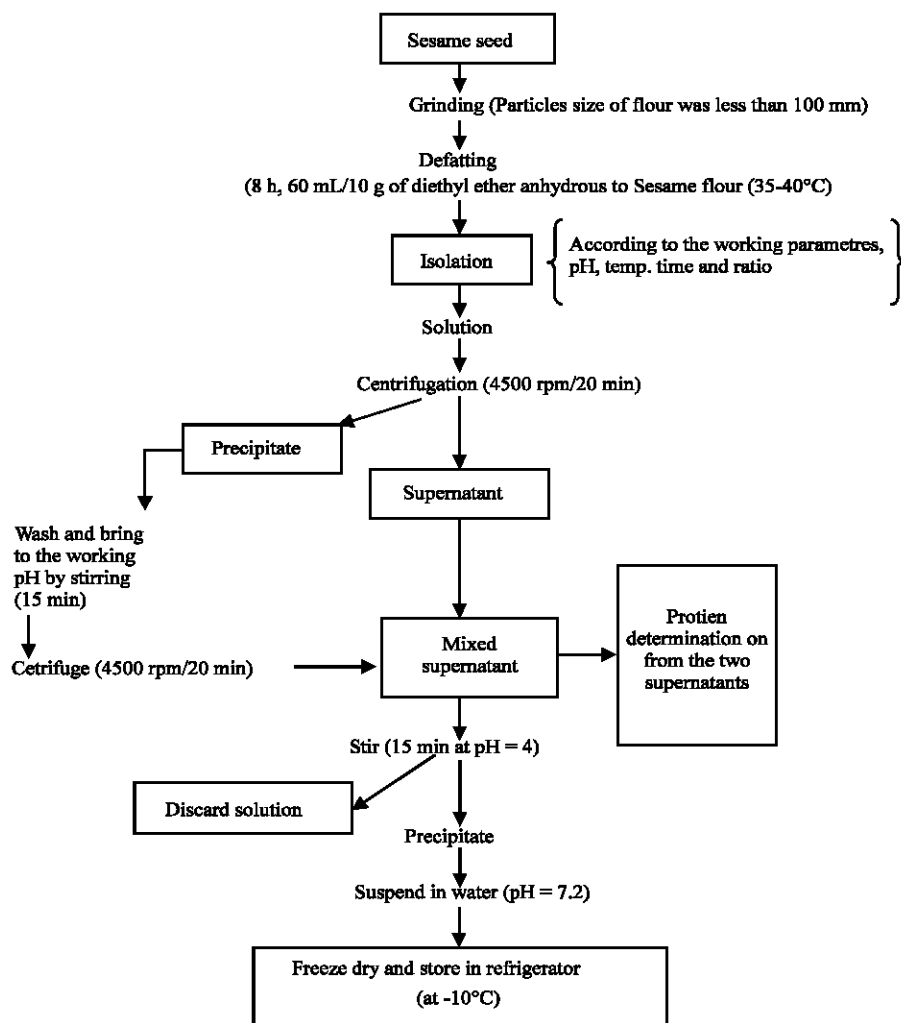 Sesame seed
Grinding (Particles size of flour was less than 100 mm)
Defatting
(8 h, 60 mL/10 g of diethyl ether anhydrous to Sesame flour (35-40°C)
Isolation
According to the working parametres,
pH, temp. time and ratio
Solution
Centrifugation (4500 rpm/20 min)
Precipitate
Supernatant
Wash and bring
to the working
pH by stirring
(15 min)
Cetrifuge (4500 rpm/20 min)
Mixed
supernatant
Protien
determination on
from the two
supernatants
Stir (15 min at pH = 4)
Discard solution
Precipitate
Suspend in water (pH = 7.2)
Freeze dry and store in refrigerator
(at -10°C)